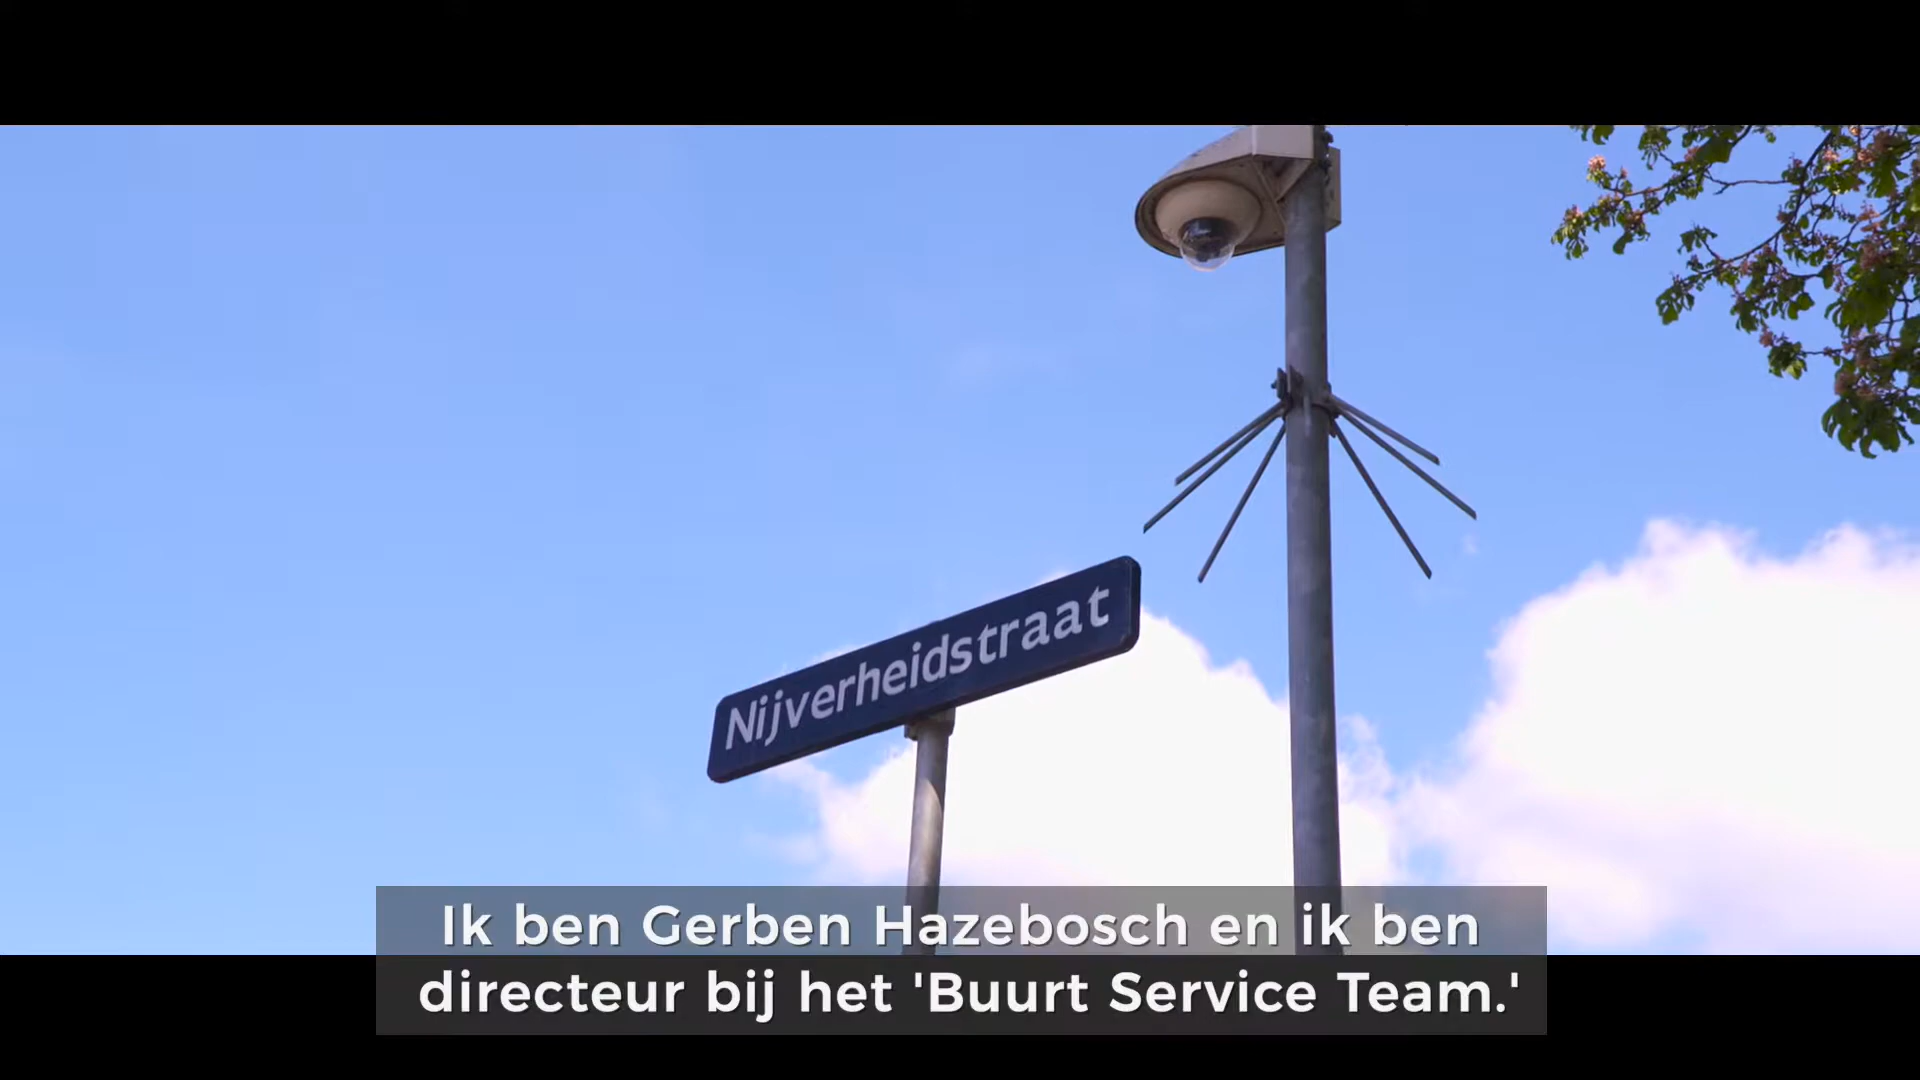 Nijverheidstraat
Ik ben Gerben Hazebosch en ik ben
directeur bij het 'Buurt Service Team.'